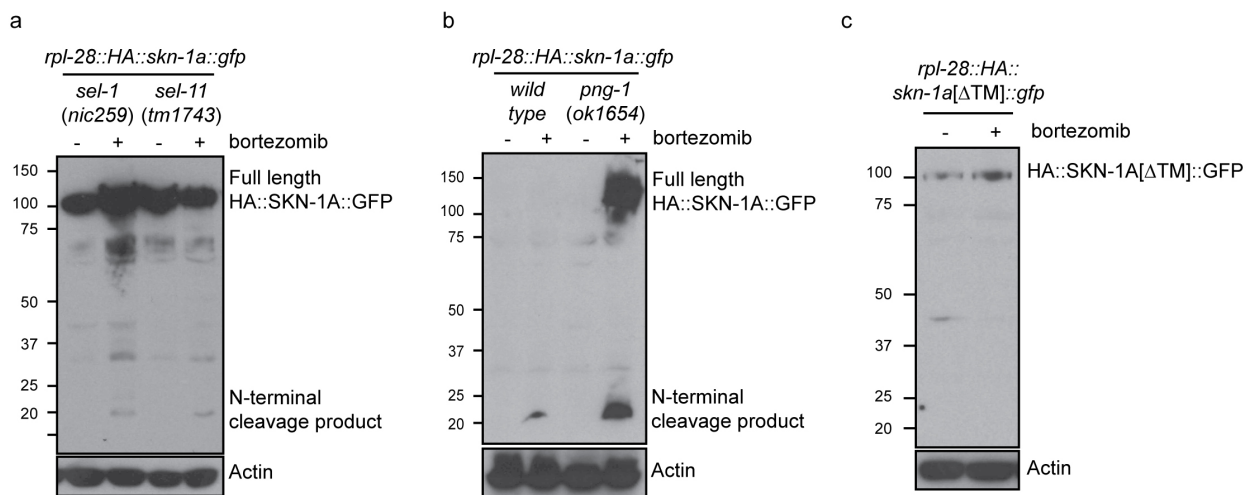 a
rpl-28::HA::skn-1a::gfp
sel-1 sel-11
(nic259) (tm1743)
- + - + bortezomib
150
100
75
50
37
25
20
Full length
HA::SKN-1A::GFP
N-terminal
cleavage product
Actin
b
rpl-28::HA::skn-1a::gfp
wild png-1
type (ok1654)
- + - + bortezomib
150
100
75
50
37
25
20
Full length
HA::SKN-1A::GFP
N-terminal
cleavage product
Actin
c
rpl-28::HA::
skn-1a[ΔTM]::gfp
- + bortezomib
100
75
50
37
25
20
HA::SKN-1A[ΔTM]::GFP
Actin